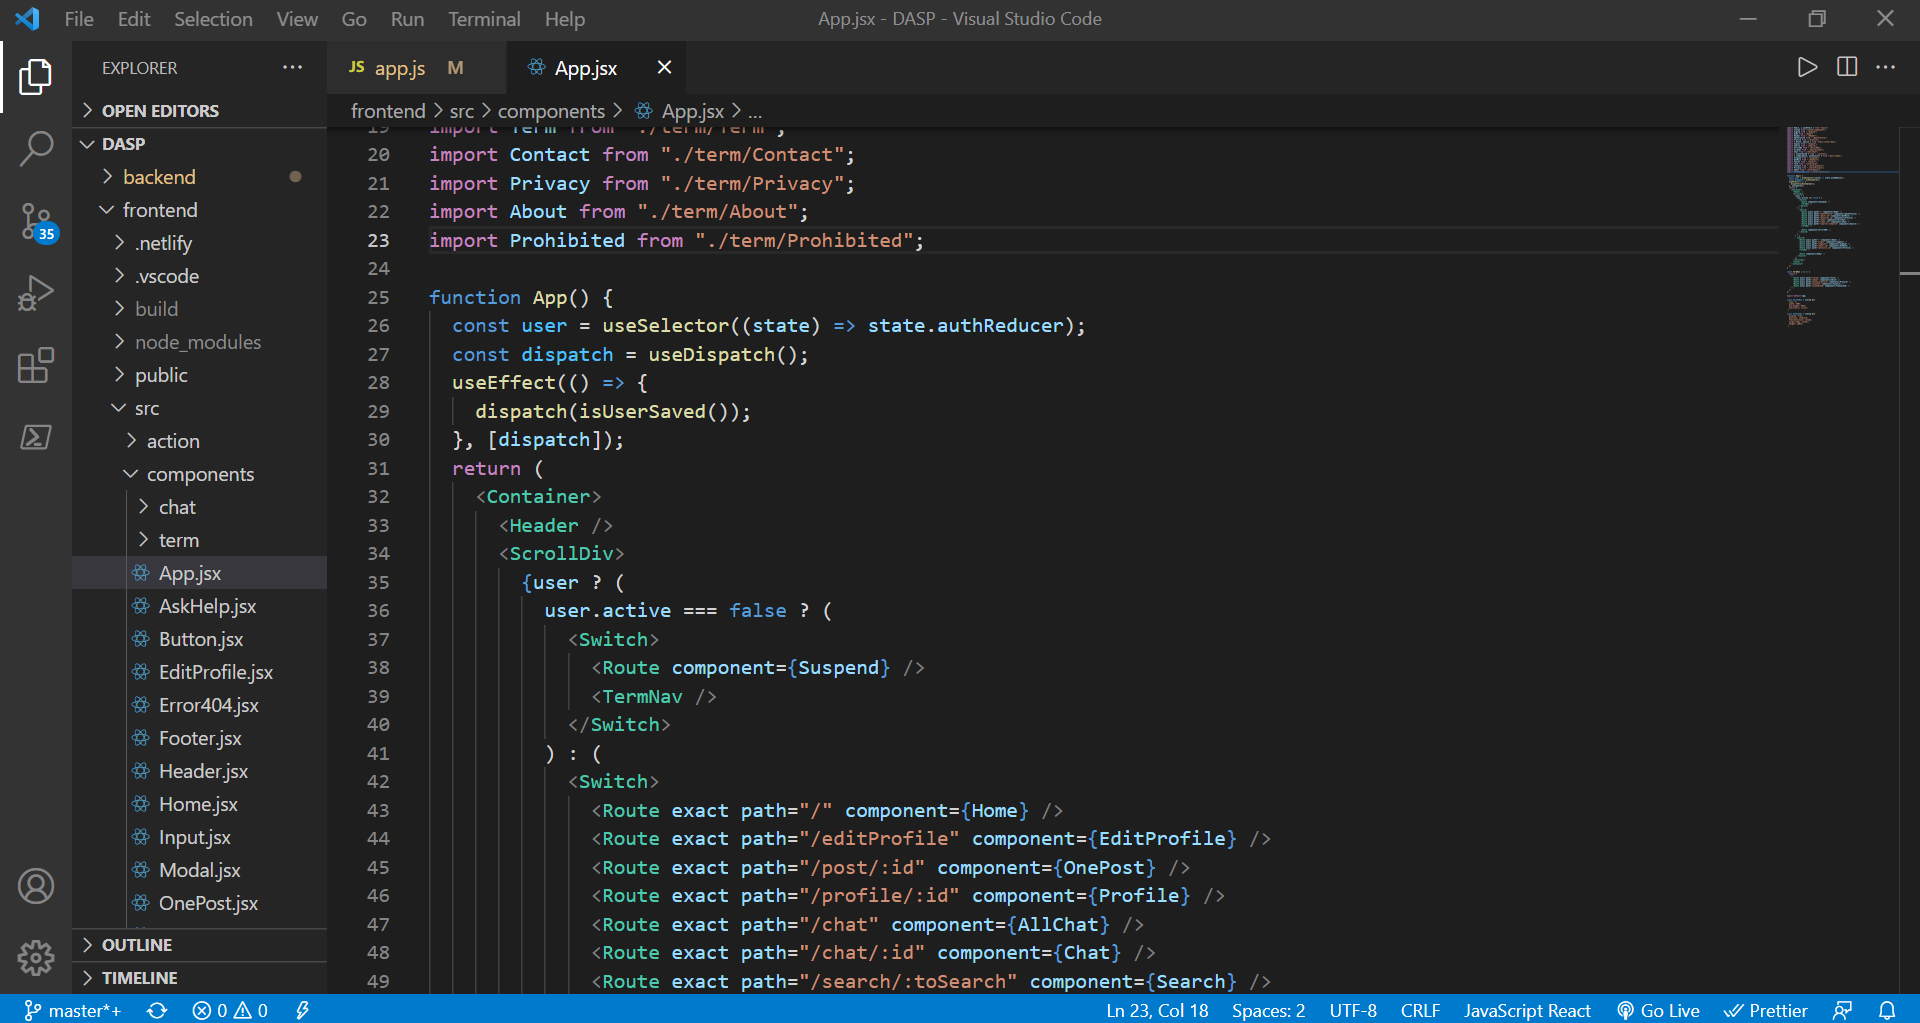 File Edit Selection View Go Run Terminal Help
App.jsx - DASP - Visual Studio Code
EXPLORER
OPEN EDITORS
DASP
backend
frontend
.netlify
.vscode
build
node_modules
public
src
action
components
chat
term
App.jsx
AskHelp.jsx
Button.jsx
EditProfile.jsx
Error404.jsx
Footer.jsx
Header.jsx
Home.jsx
Input.jsx
Modal.jsx
OnePost.jsx
OUTLINE
TIMELINE
35
JS app.js M
App.jsx
frontend > src > components > App.jsx > ...
19 import Term from "./term/Term";
20 import Contact from "./term/Contact";
21 import Privacy from "./term/Privacy";
22 import About from "./term/About";
23 import Prohibited from "./term/Prohibited";
24
25 function App() {
26 const user = useSelector((state) => state.authReducer);
27 const dispatch = useDispatch();
28 useEffect(() => {
29 dispatch(isUserSaved());
30 }, [dispatch]);
31 return (
32 <Container>
33 <Header />
34 <ScrollDiv>
35 {user ? (
36 user.active === false ? (
37 <Switch>
38 <Route component={Suspend} />
39 <TermNav />
40 </Switch>
41 ) : (
42 <Switch>
43 <Route exact path="/" component={Home} />
44 <Route exact path="/editProfile" component={EditProfile} />
45 <Route exact path="/post/:id" component={OnePost} />
46 <Route exact path="/profile/:id" component={Profile} />
47 <Route exact path="/chat" component={AllChat} />
48 <Route exact path="/chat/:id" component={Chat} />
49 <Route exact path="/search/:toSearch" component={Search} />
master*+ 0 0 Ln 23, Col 18 Spaces: 2 UTF-8 CRLF JavaScript React Go Live Prettier